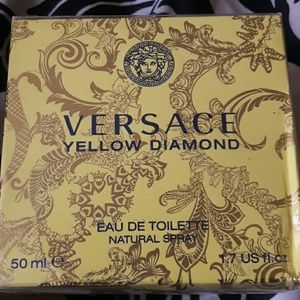 VERSACE
YELLOW DIAMOND
EAU DE TOILETTE
NATURAL SPRAY
50 ml ℮ 1.7 US fl.oz